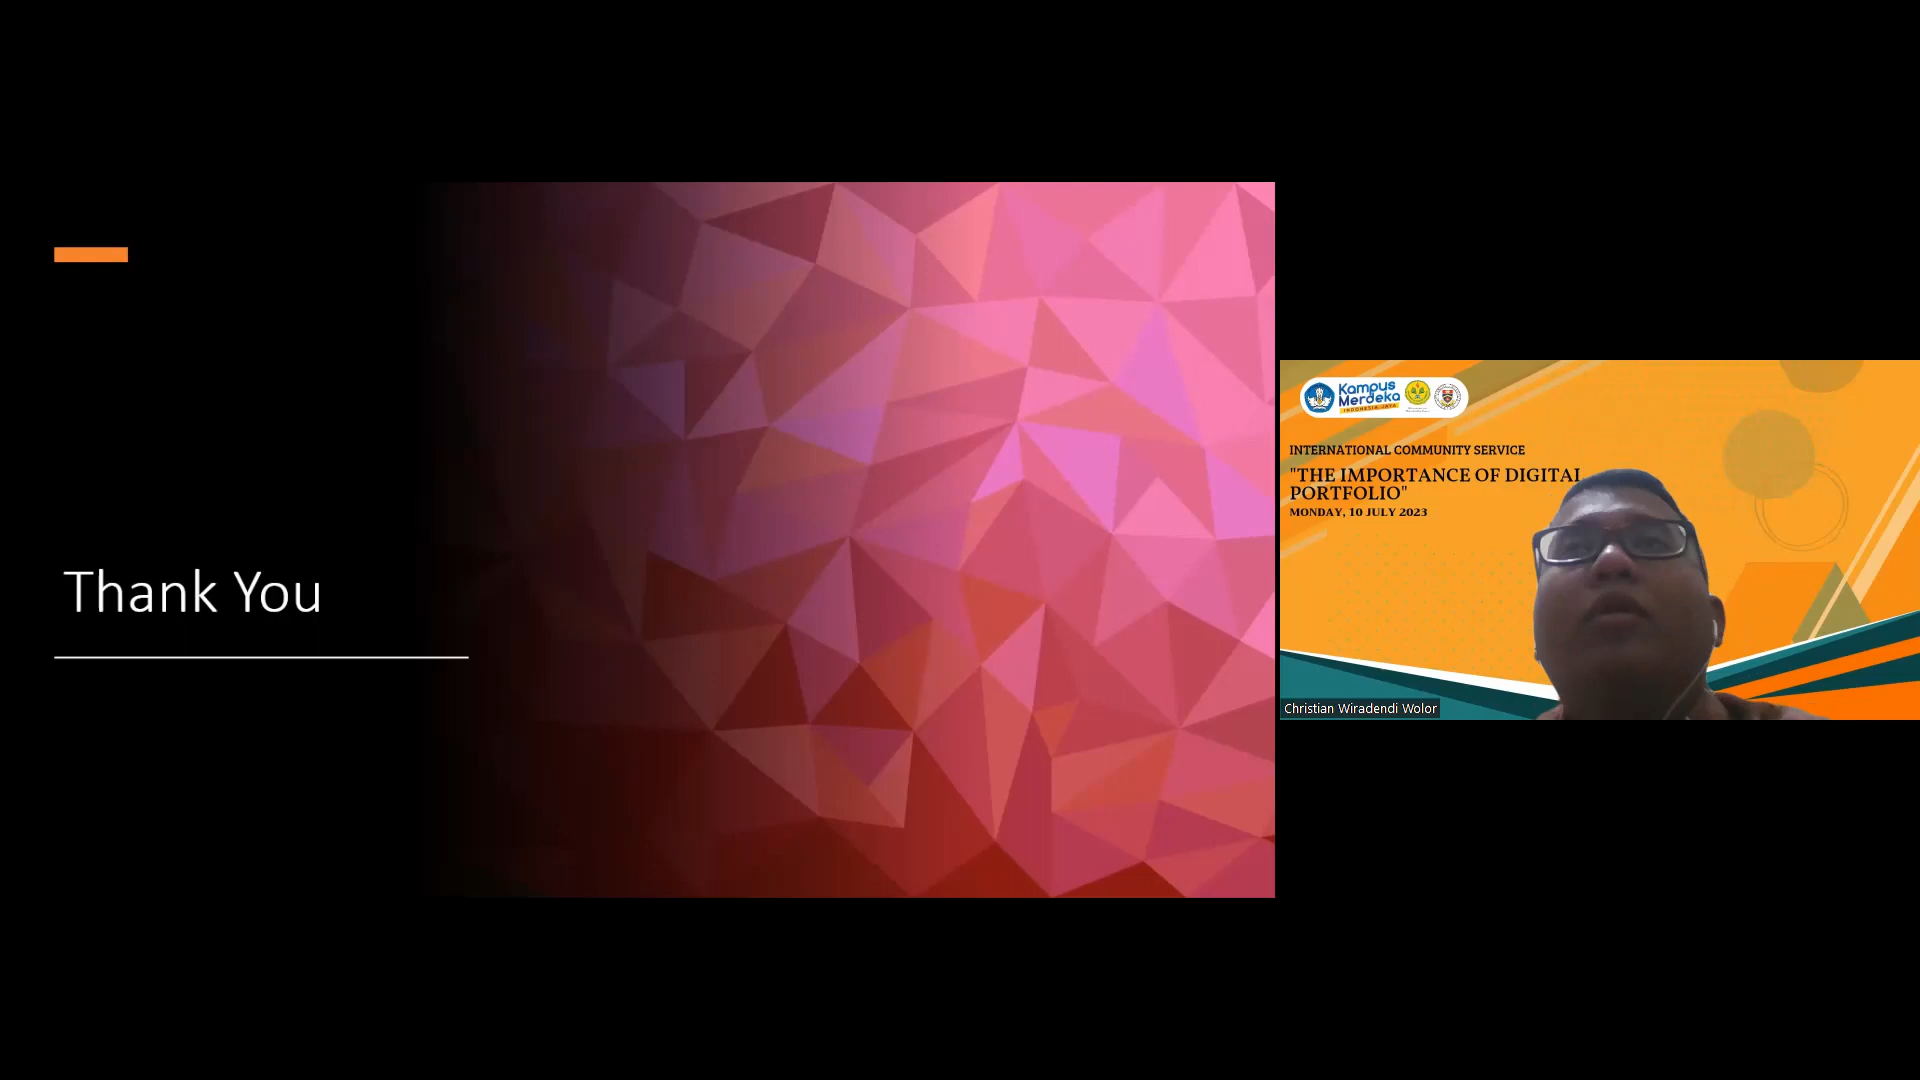 Thank You
Kampus
Merdeka
INDONESIA JAYA
INTERNATIONAL COMMUNITY SERVICE
"THE IMPORTANCE OF DIGITAL
PORTFOLIO"
MONDAY, 10 JULY 2023
Christian Wiradendi Wolor